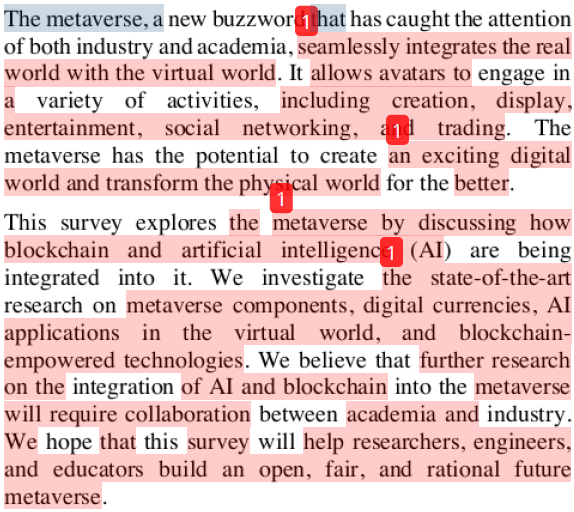 The metaverse, a new buzzword that has caught the attention
of both industry and academia, seamlessly integrates the real
world with the virtual world. It allows avatars to engage in
a variety of activities, including creation, display,
entertainment, social networking, and trading. The
metaverse has the potential to create an exciting digital
world and transform the physical world for the better.
This survey explores the metaverse by discussing how
blockchain and artificial intelligence (AI) are being
integrated into it. We investigate the state-of-the-art
research on metaverse components, digital currencies, AI
applications in the virtual world, and blockchain-
empowered technologies. We believe that further research
on the integration of AI and blockchain into the metaverse
will require collaboration between academia and industry.
We hope that this survey will help researchers, engineers,
and educators build an open, fair, and rational future
metaverse.
1
1
1
1